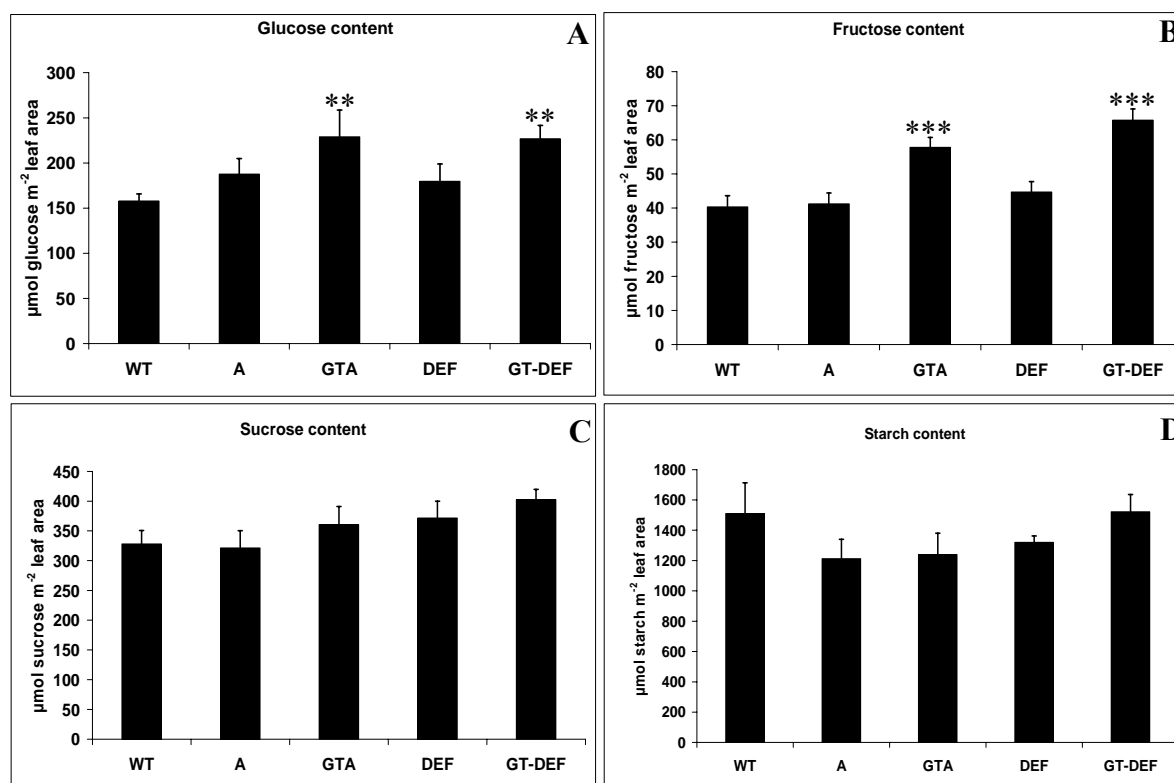 Glucose content
A
µmol glucose m-2 leaf area
300
250
200
150
100
50
0
**
**
WT
A
GTA
DEF
GT-DEF
Fructose content
B
µmol fructose m-2 leaf area
80
70
60
50
40
30
20
10
0
***
***
WT
A
GTA
DEF
GT-DEF
Sucrose content
C
µmol sucrose m-2 leaf area
450
400
350
300
250
200
150
100
50
0
WT
A
GTA
DEF
GT-DEF
Starch content
D
µmol starch m-2 leaf area
1800
1600
1400
1200
1000
800
600
400
200
0
WT
A
GTA
DEF
GT-DEF